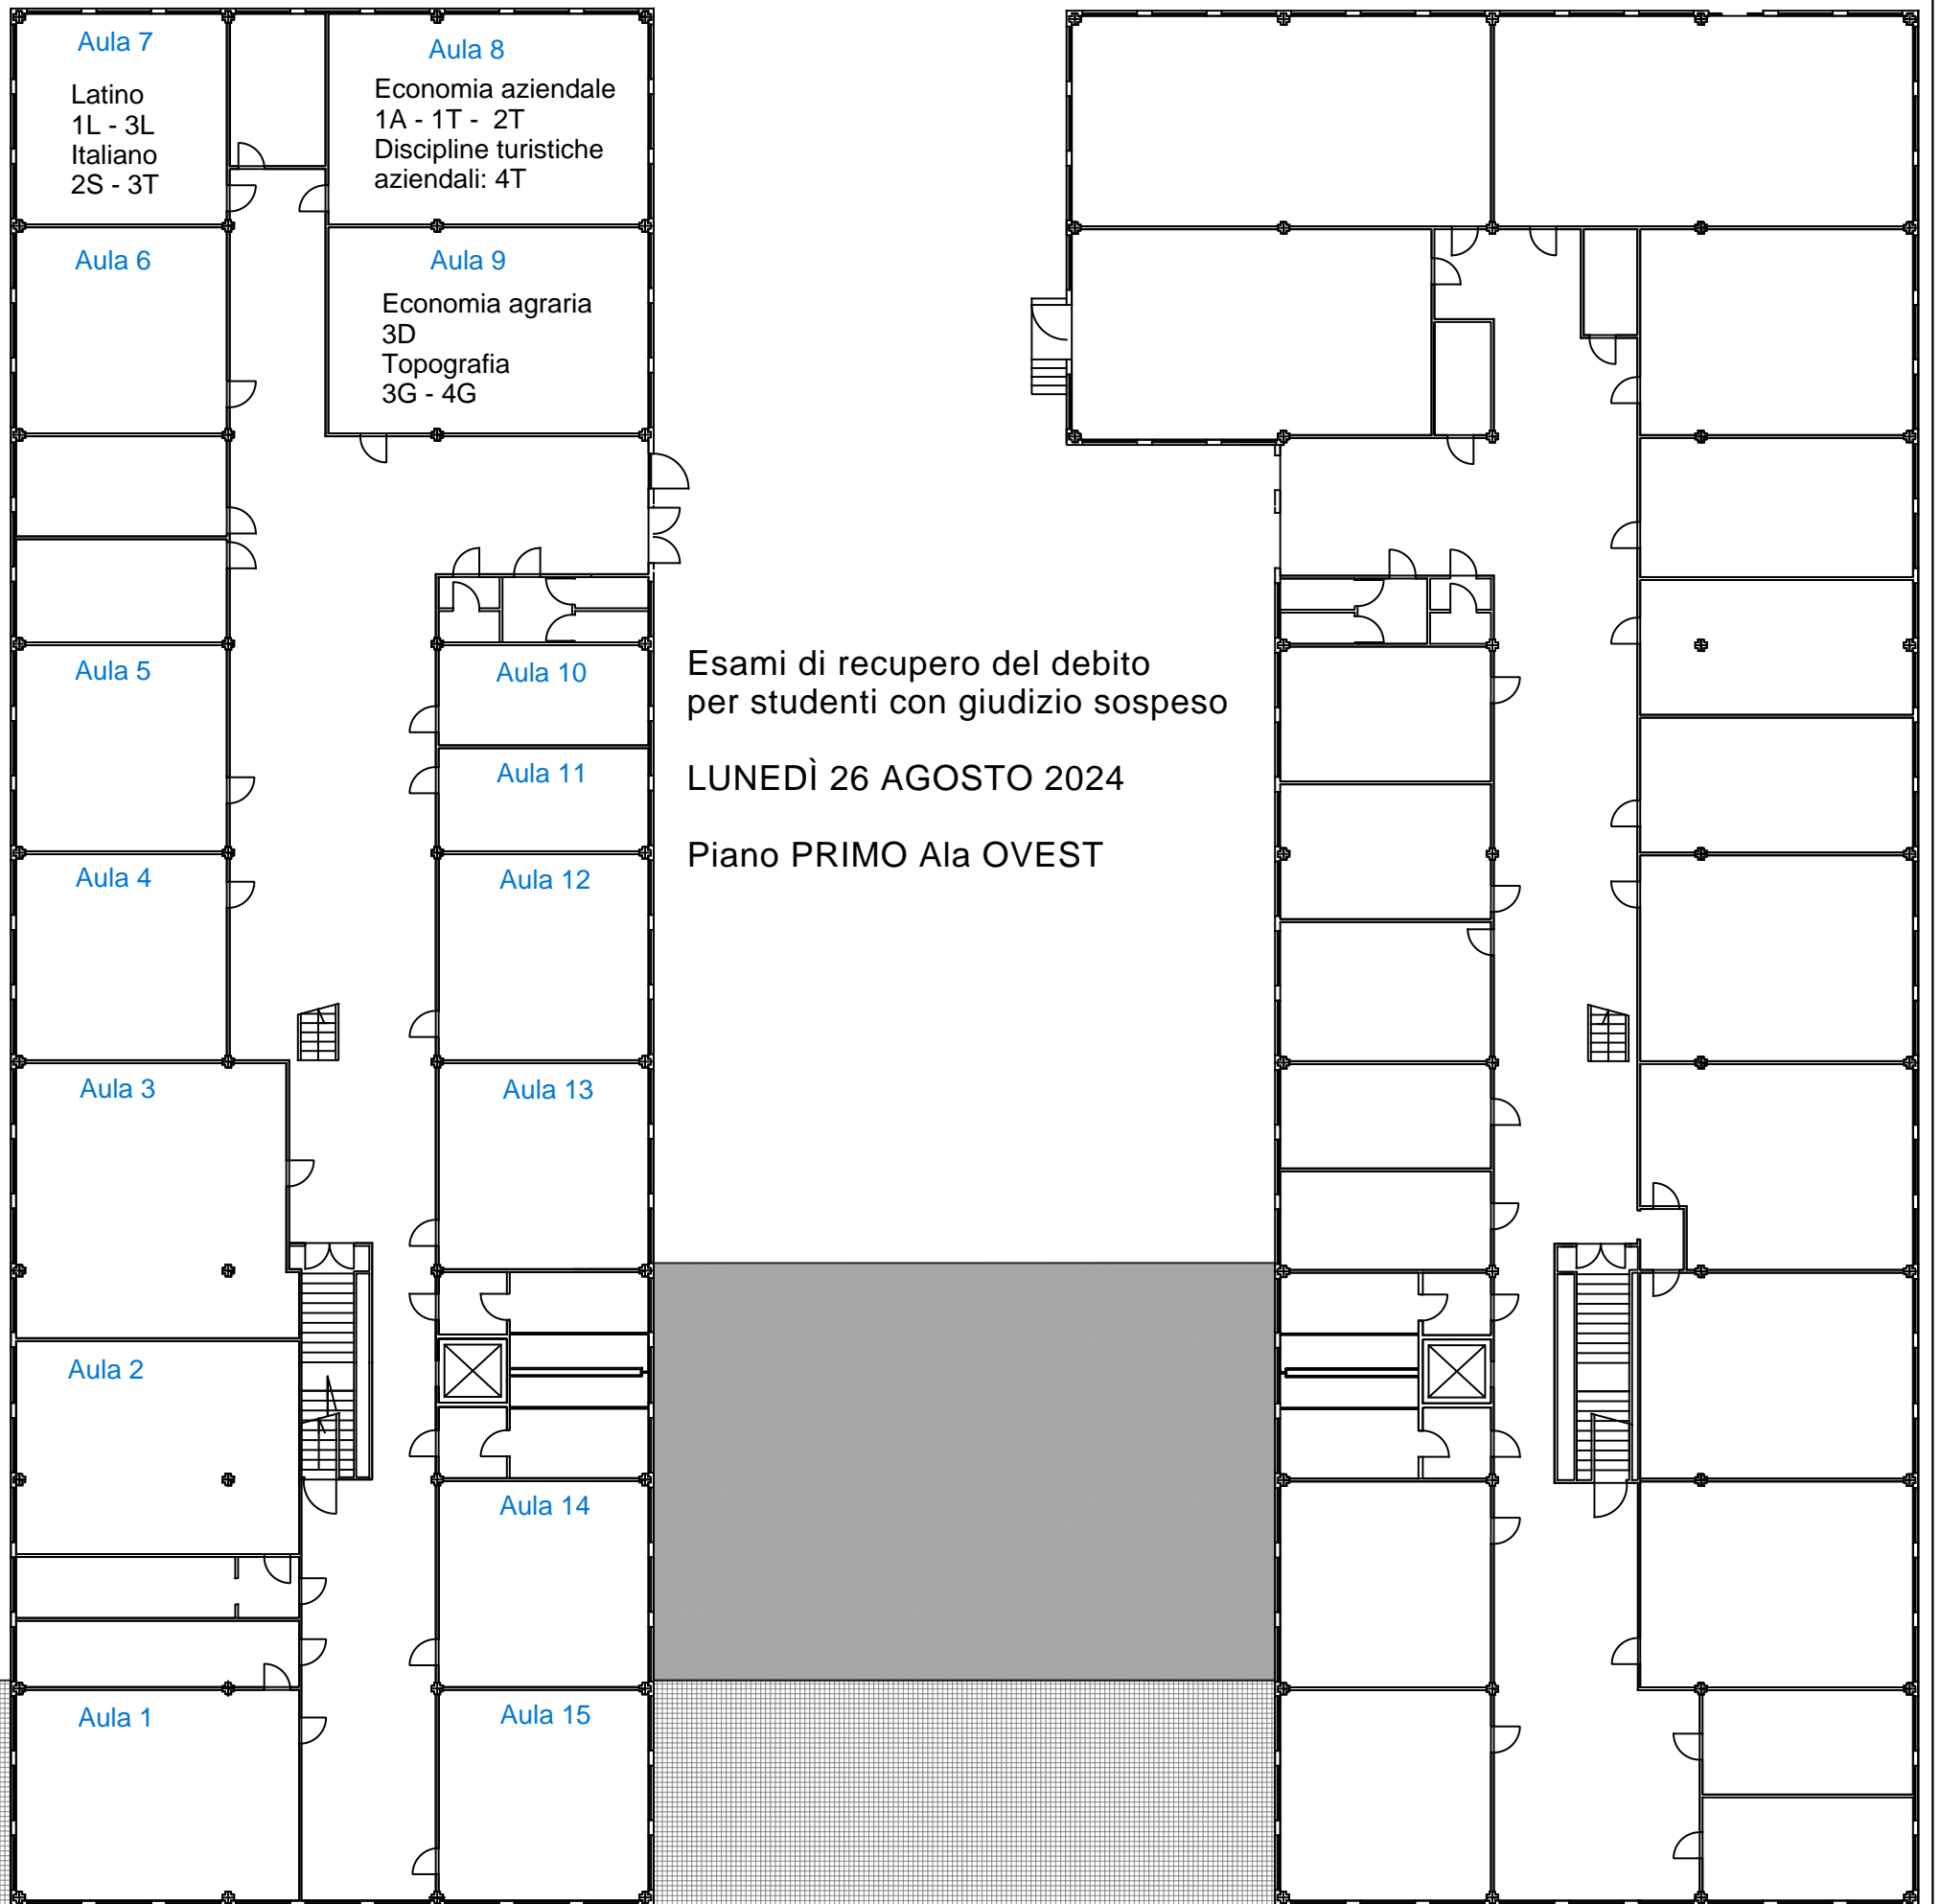 Aula 7
Latino
1L - 3L
Italiano
2S - 3T
Aula 8
Economia aziendale
1A - 1T - 2T
Discipline turistiche
aziendali: 4T
Aula 6
Aula 9
Economia agraria
3D
Topografia
3G - 4G
Aula 5
Aula 10
Esami di recupero del debito
per studenti con giudizio sospeso
LUNEDÌ 26 AGOSTO 2024
Piano PRIMO Ala OVEST
Aula 11
Aula 4
Aula 12
Aula 3
Aula 13
Aula 2
Aula 14
Aula 1
Aula 15